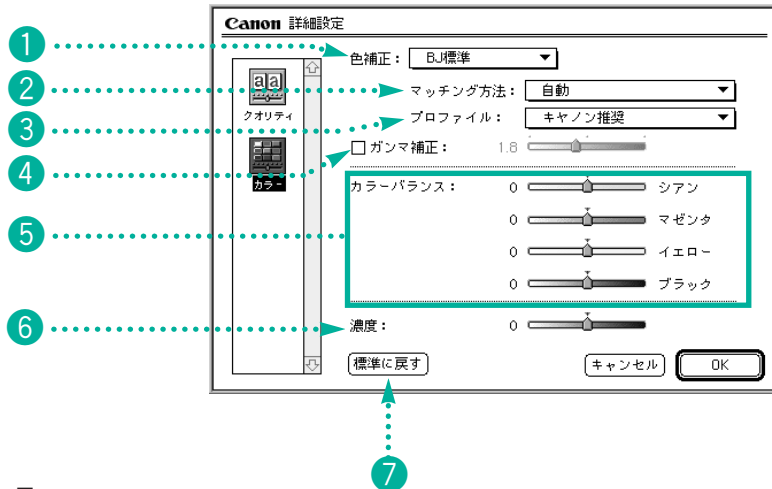 Canon 詳細設定
① 色補正： BJ標準
② マッチング方法： 自動
③ プロファイル： キヤノン推奨
④ ガンマ補正： 1.8
aa
クオリティ
カラー
⑤ カラーバランス： 0 シアン
0 マゼンタ
0 イエロー
0 ブラック
⑥ 濃度： 0
標準に戻す キャンセル OK
⑦